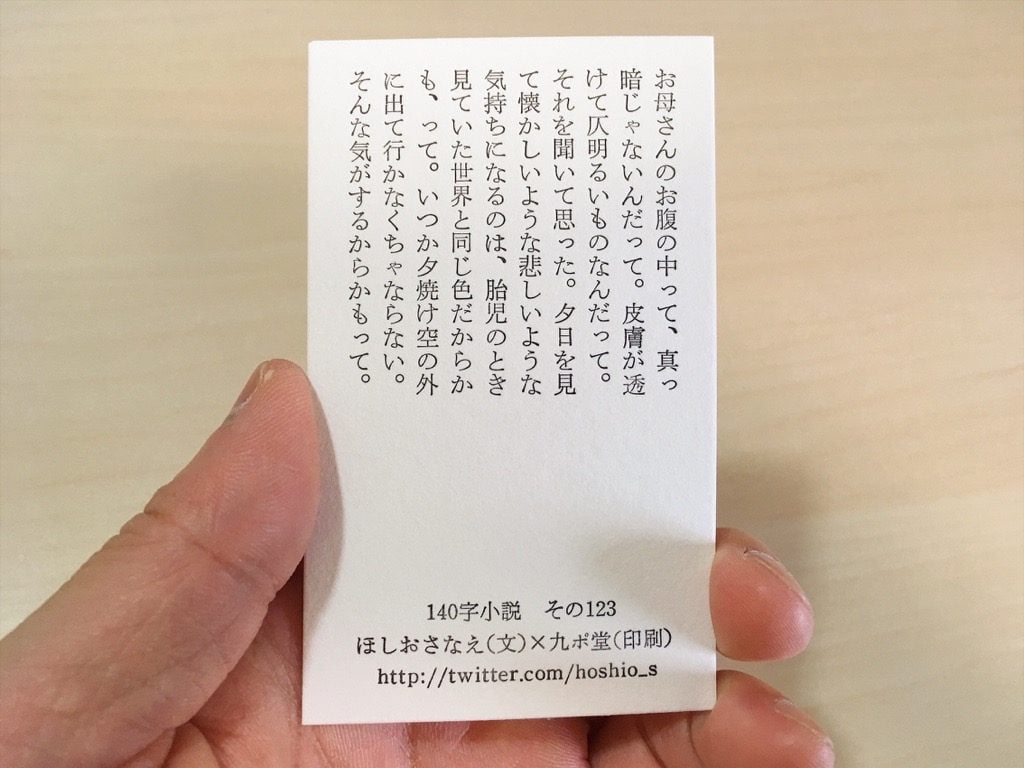 お母さんのお腹の中って、真っ
暗じゃないんだって。皮膚が透
けて仄明るいものなんだって。
それを聞いて思った。夕日を見
て懐かしいような悲しいような
気持ちになるのは、胎児のとき
見ていた世界と同じ色だからか
も、って。いつか夕焼け空の外
に出て行かなくちゃならない。
そんな気がするからかもって。
140字小説　その123
ほしおさなえ(文)×九ポ堂(印刷)
http://twitter.com/hoshio_s